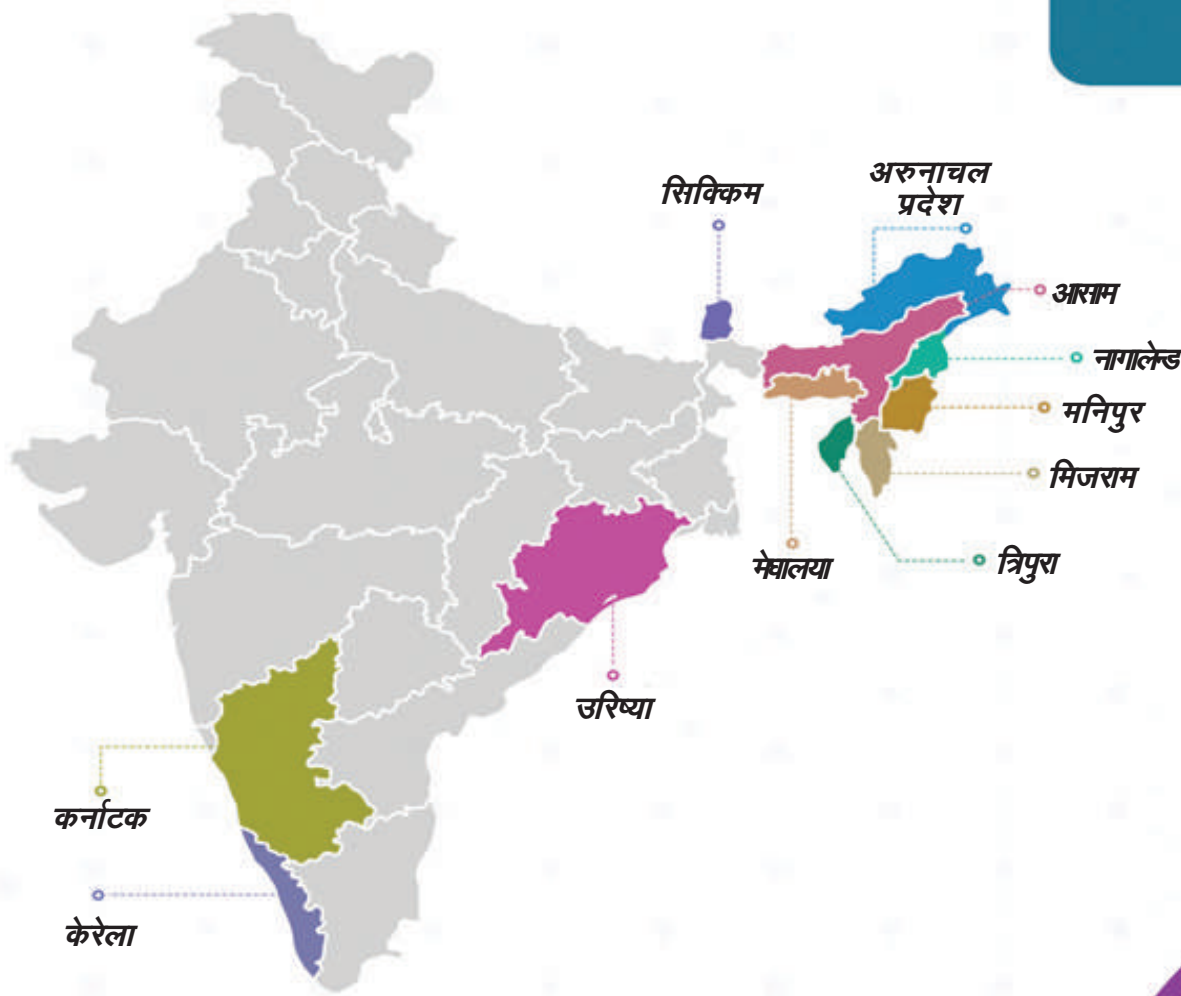 सिक्किम
अरुनाचल
प्रदेश
आसाम
नागालेन्ड
मनिपुर
मिजराम
मेघालया
त्रिपुरा
उरिष्या
कर्नाटक
केरेला